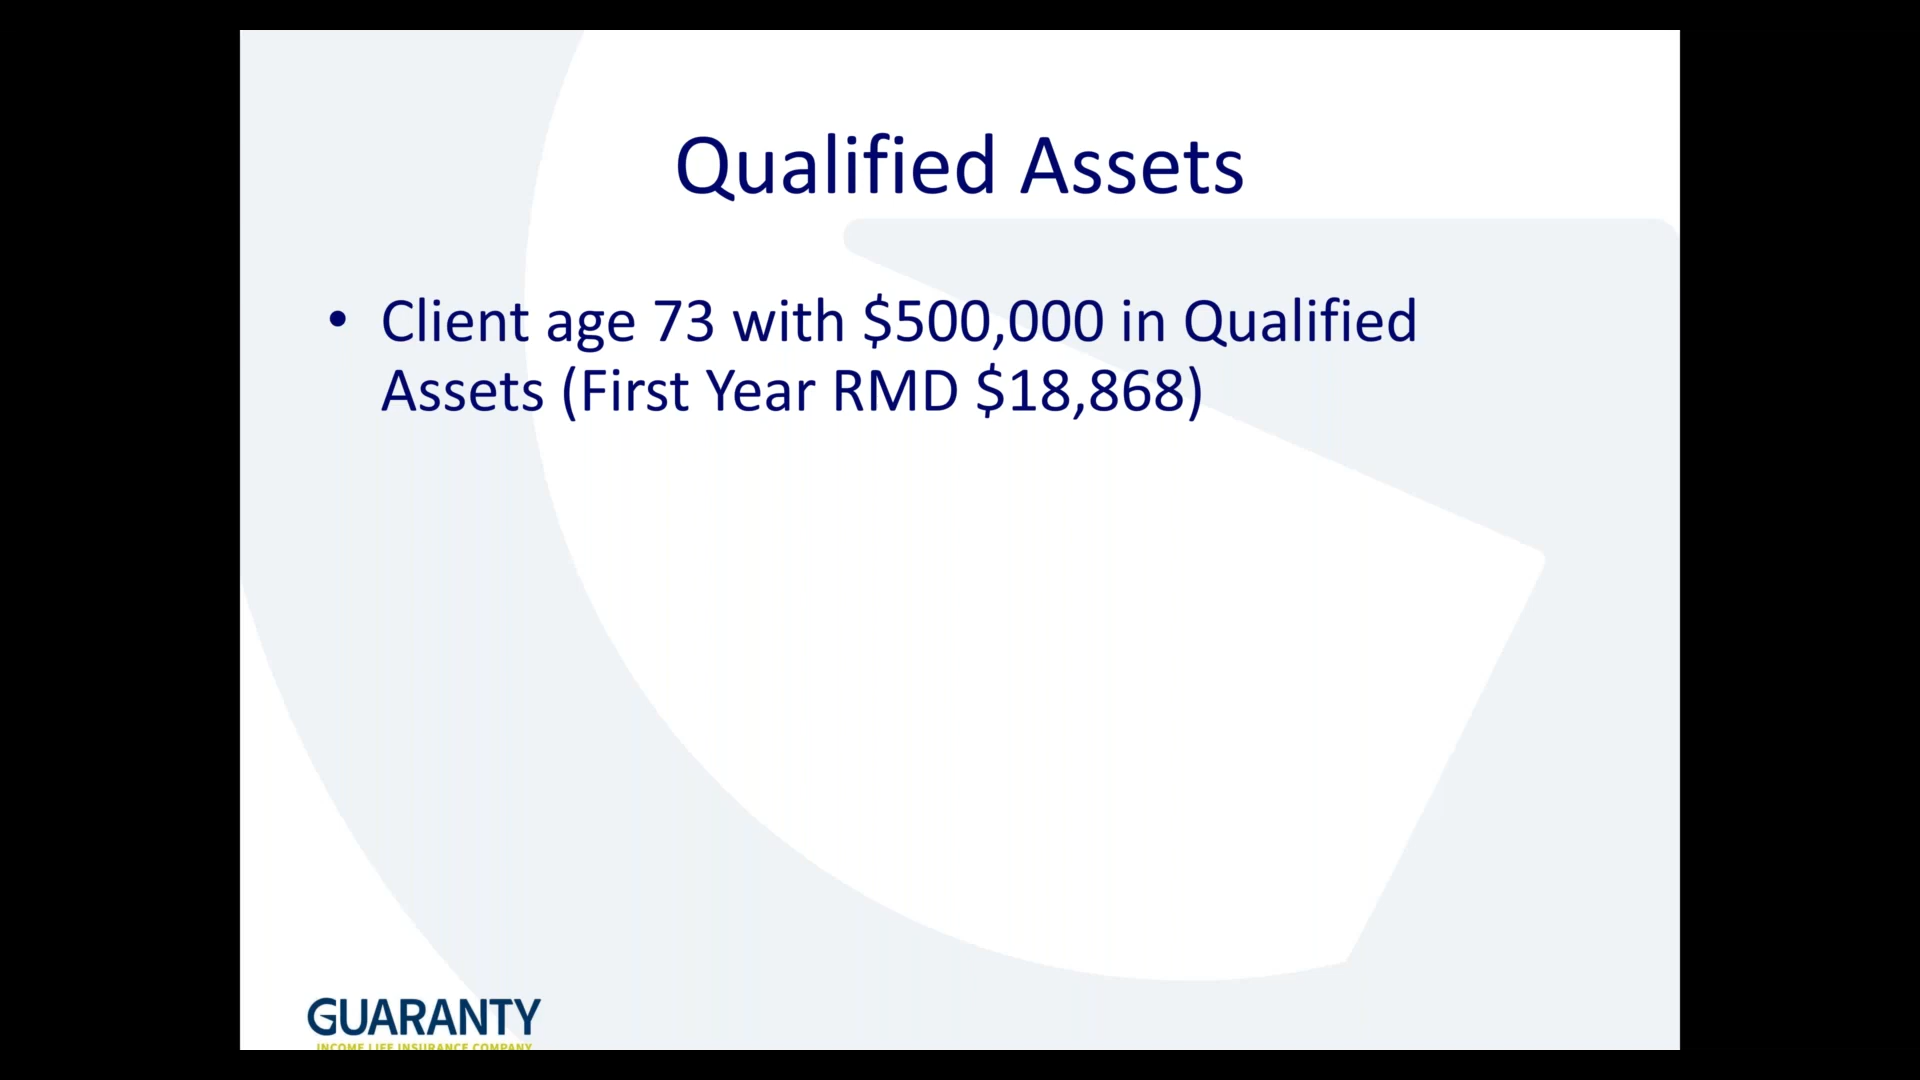 Qualified Assets
• Client age 73 with $500,000 in Qualified
Assets (First Year RMD $18,868)
GUARANTY
INCOME LIFE INSURANCE COMPANY